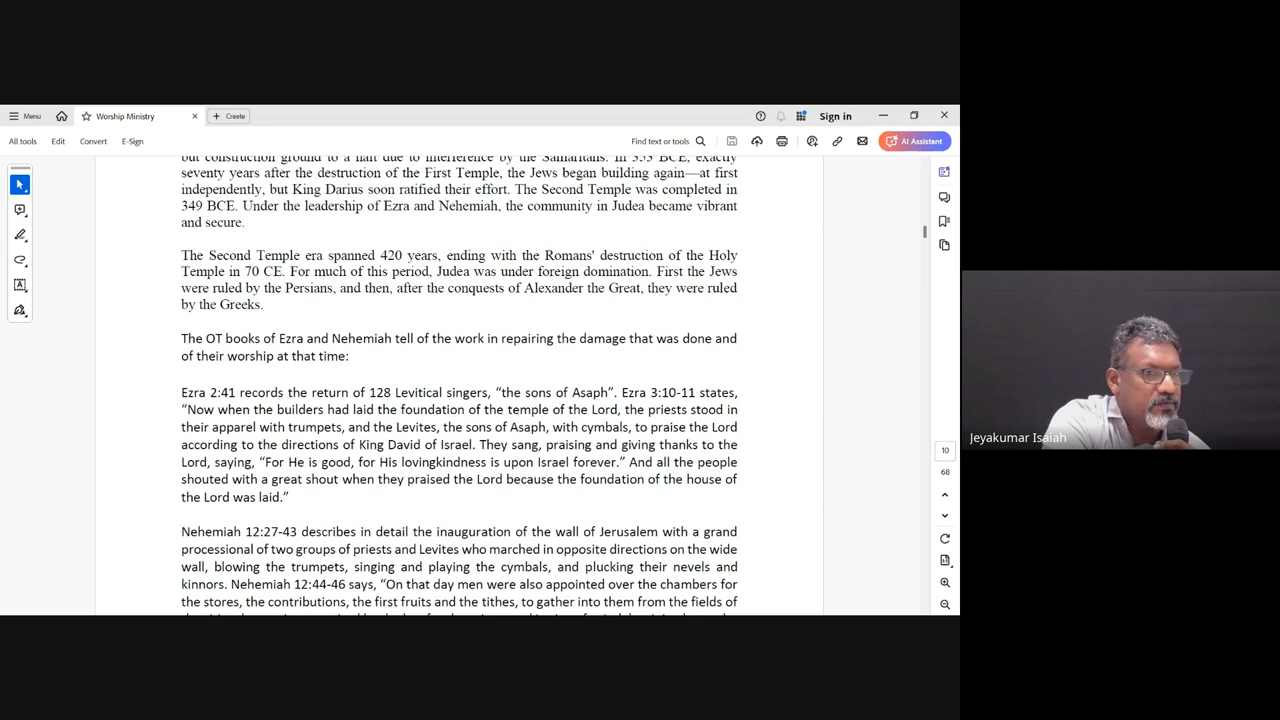 Menu
Worship Ministry
Create
Sign in
All tools
Edit
Convert
E-Sign
Find text or tools
AI Assistant
but construction ground to a halt due to interference by the Samaritans. In 353 BCE, exactly
seventy years after the destruction of the First Temple, the Jews began building again—at first
independently, but King Darius soon ratified their effort. The Second Temple was completed in
349 BCE. Under the leadership of Ezra and Nehemiah, the community in Judea became vibrant
and secure.
The Second Temple era spanned 420 years, ending with the Romans' destruction of the Holy
Temple in 70 CE. For much of this period, Judea was under foreign domination. First the Jews
were ruled by the Persians, and then, after the conquests of Alexander the Great, they were ruled
by the Greeks.
The OT books of Ezra and Nehemiah tell of the work in repairing the damage that was done and
of their worship at that time:
Ezra 2:41 records the return of 128 Levitical singers, “the sons of Asaph”. Ezra 3:10-11 states,
“Now when the builders had laid the foundation of the temple of the Lord, the priests stood in
their apparel with trumpets, and the Levites, the sons of Asaph, with cymbals, to praise the Lord
according to the directions of King David of Israel. They sang, praising and giving thanks to the
Lord, saying, “For He is good, for His lovingkindness is upon Israel forever.” And all the people
shouted with a great shout when they praised the Lord because the foundation of the house of
the Lord was laid.”
Nehemiah 12:27-43 describes in detail the inauguration of the wall of Jerusalem with a grand
processional of two groups of priests and Levites who marched in opposite directions on the wide
wall, blowing the trumpets, singing and playing the cymbals, and plucking their nevels and
kinnors. Nehemiah 12:44-46 says, “On that day men were also appointed over the chambers for
the stores, the contributions, the first fruits and the tithes, to gather into them from the fields of
10
68
Jeyakumar Isaiah